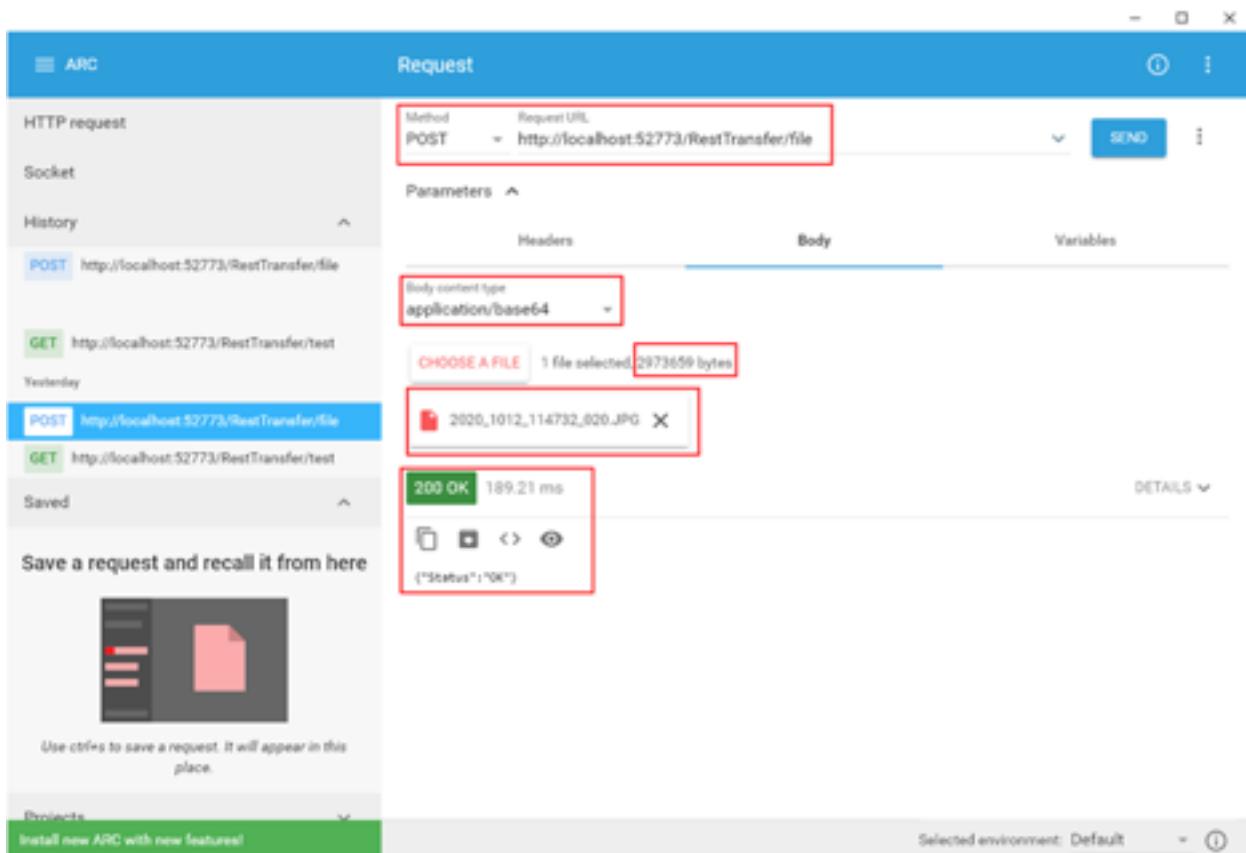 ARC
Request
HTTP request
Socket
History
POST http://localhost:52773/RestTransfer/file
GET http://localhost:52773/RestTransfer/test
Yesterday
POST http://localhost:52773/RestTransfer/file
GET http://localhost:52773/RestTransfer/test
Saved
Save a request and recall it from here
Use ctrl+s to save a request. It will appear in this
place.
Projects
Install new ARC with new features!
Method
Request URL
POST
http://localhost:52773/RestTransfer/file
SEND
Parameters
Headers
Body
Variables
Body content type
application/base64
CHOOSE A FILE
1 file selected, 2973659 bytes
2020_1012_114732_020.JPG
200 OK 189.21 ms
DETAILS
{"Status":"OK"}
Selected environment: Default